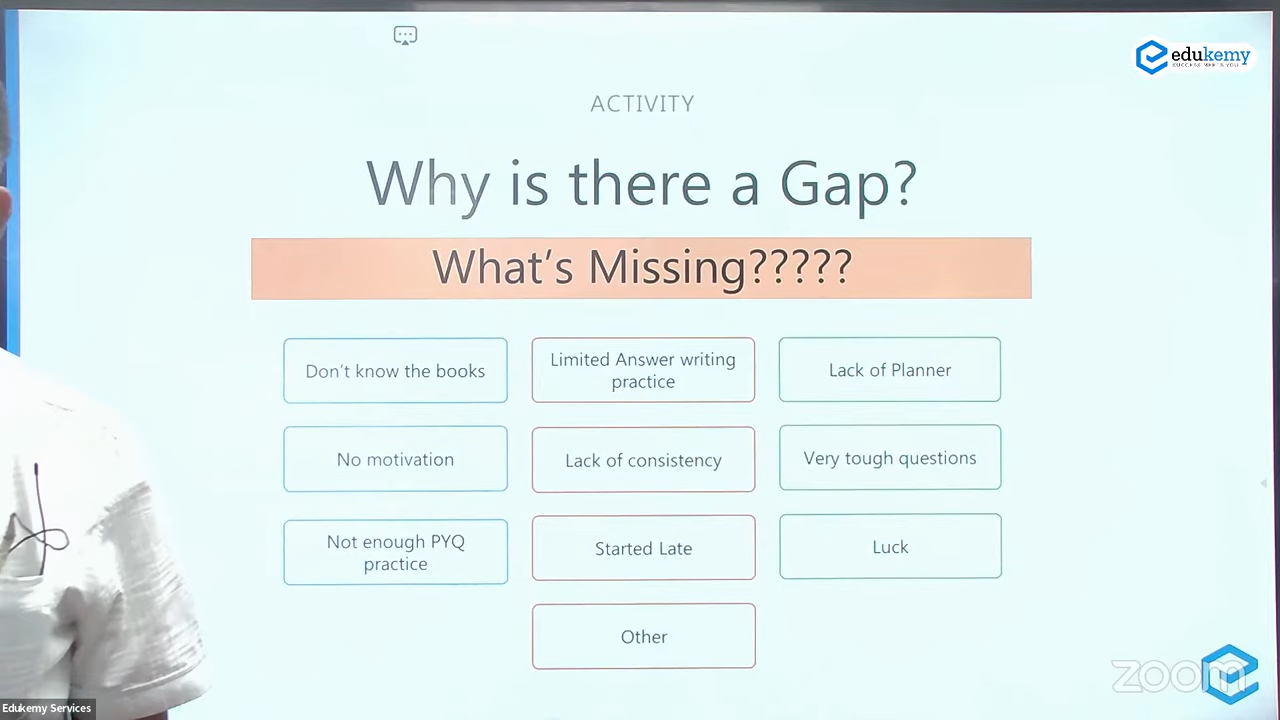 edukemy
ACTIVITY
Why is there a Gap?
What's Missing?????
Don't know the books
Limited Answer writing
practice
Lack of Planner
No motivation
Lack of consistency
Very tough questions
Not enough PYQ
practice
Started Late
Luck
Other
zoom
Edukemy Services